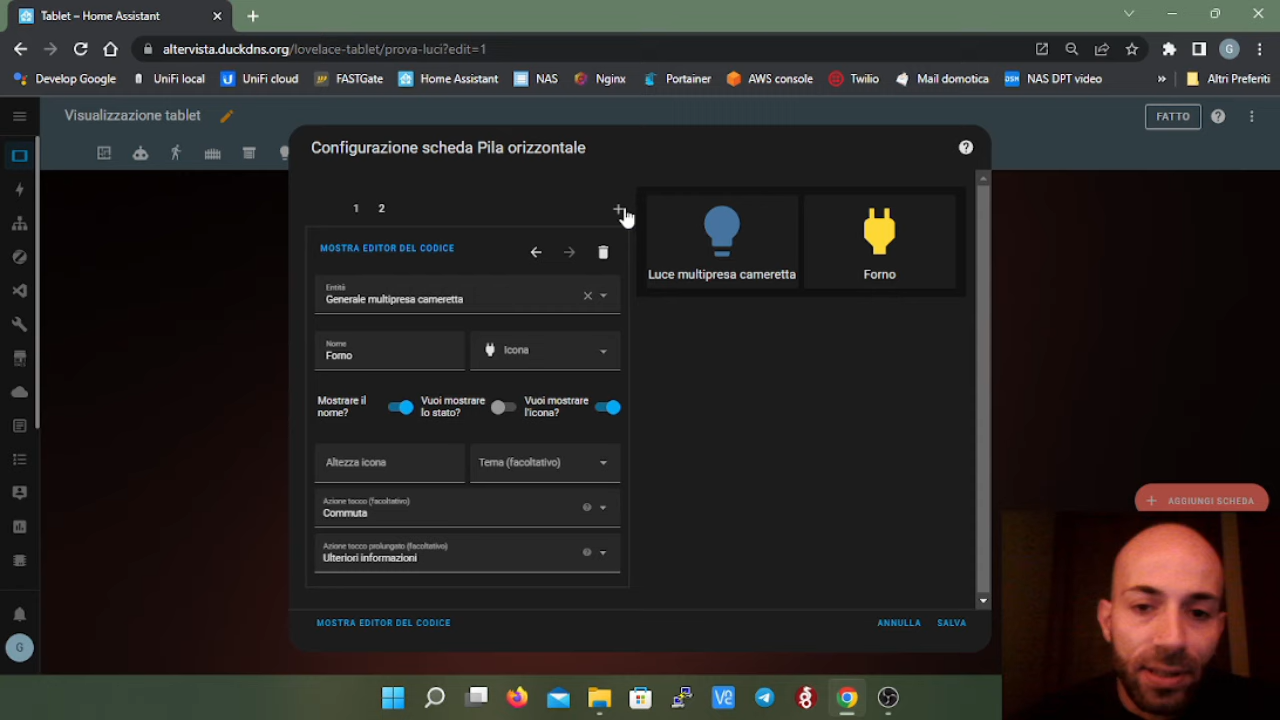 Tablet – Home Assistant
altervista.duckdns.org/lovelace-tablet/prova-luci?edit=1
G
Develop Google
UniFi local
UniFi cloud
FASTGate
Home Assistant
NAS
Nginx
Portainer
AWS console
Twilio
Mail domotica
NAS DPT video
»
Altri Preferiti
Visualizzazione tablet
FATTO
Configurazione scheda Pila orizzontale
1 2
MOSTRA EDITOR DEL CODICE
Entità
Generale multipresa cameretta
Nome
Forno
Icona
Mostrare il
nome?
Vuoi mostrare
lo stato?
Vuoi mostrare
l'icona?
Altezza icona
Tema (facoltativo)
Azione tocco (facoltativo)
Commuta
Azione tocco prolungato (facoltativo)
Ulteriori informazioni
Luce multipresa cameretta
Forno
AGGIUNGI SCHEDA
MOSTRA EDITOR DEL CODICE
ANNULLA
SALVA
G